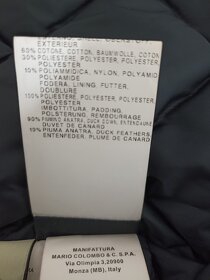 EXTERIEUR
60% COTONE, COTTON, BAUMWOLLE, COTON
30% POLIESTERE, POLYESTER, POLYESTER,
POLYESTER
10% POLIAMMIDICA, NYLON, POLYAMID
POLYAMIDE
FODERA, LINING, FUTTER,
DOUBLURE
100% POLIESTERE, POLYESTER, POLYESTER,
POLYESTER
IMBOTTITURA, PADDING,
POLSTERUNG, REMBOURRAGE
90% PIUMINO ANATRA, DUCK DOWN, ENTENDAUNE
DUVET DE CANARD
10% PIUMA ANATRA, DUCK FEATHERS,
ENTENFEDER, PLUME DE CANARD
MANIFATTURA
MARIO COLOMBO & C. S.P.A.
Via Olimpia 3,20900
Monza (MB), Italy